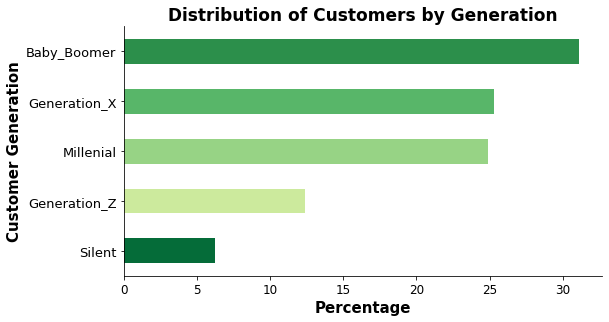 Distribution of Customers by Generation
Customer Generation
Baby_Boomer
Generation_X
Millenial
Generation_Z
Silent
0 5 10 15 20 25 30
Percentage